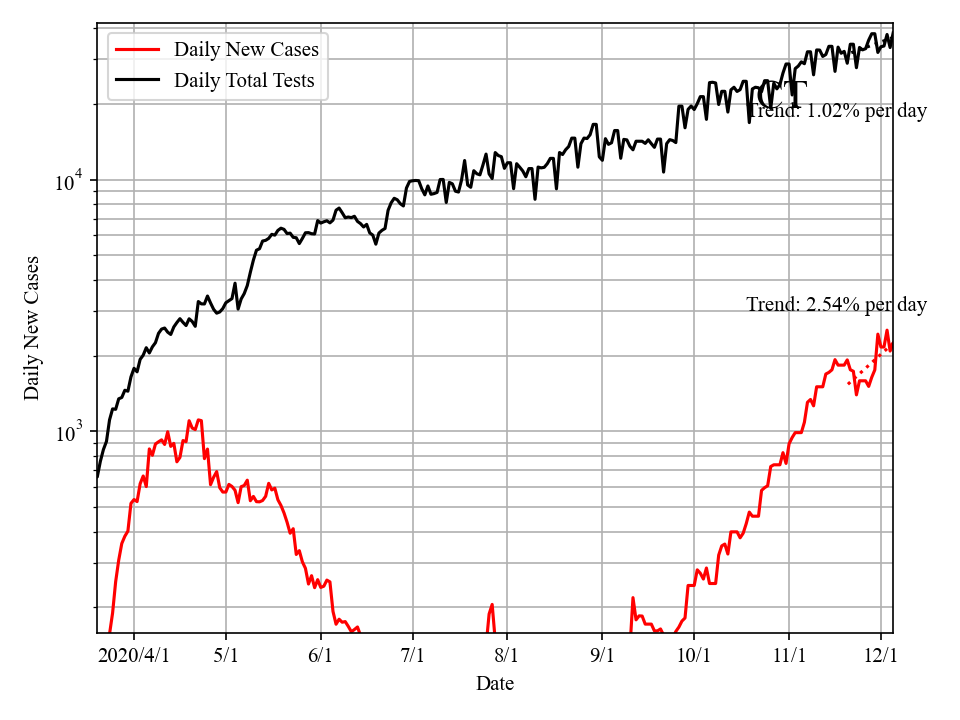 Daily New Cases
Daily Total Tests
CT
Trend: 1.02% per day
Trend: 2.54% per day
10^4
10^3
Daily New Cases
2020/4/1 5/1 6/1 7/1 8/1 9/1 10/1 11/1 12/1
Date